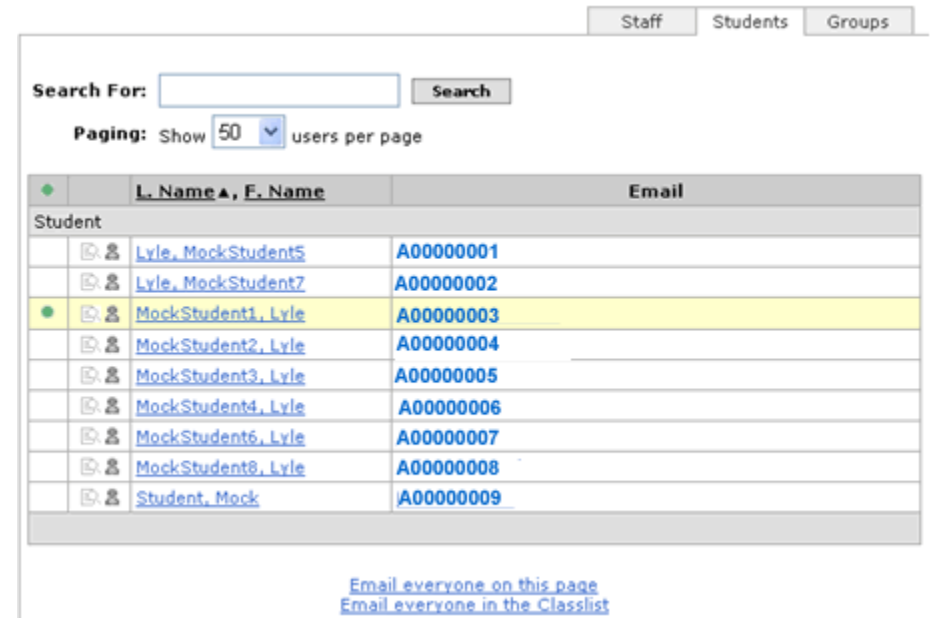 Staff Students Groups
Search For: Search
Paging: Show 50 users per page
L. Name▲, F. Name Email
Student
Lyle, MockStudent5 A00000001
Lyle, MockStudent7 A00000002
MockStudent1, Lyle A00000003
MockStudent2, Lyle A00000004
MockStudent3, Lyle A00000005
MockStudent4, Lyle A00000006
MockStudent6, Lyle A00000007
MockStudent8, Lyle A00000008
Student, Mock A00000009
Email everyone on this page
Email everyone in the Classlist